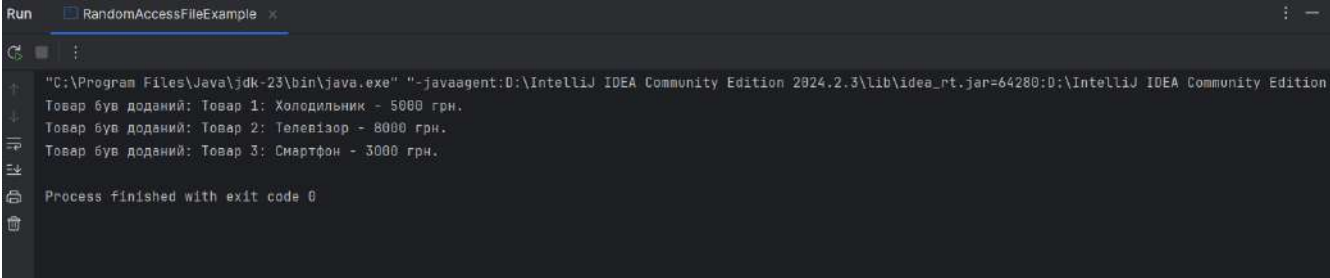 Run RandomAccessFileExample ×
"C:\Program Files\Java\jdk-23\bin\java.exe" "-javaagent:D:\IntelliJ IDEA Community Edition 2024.2.3\lib\idea_rt.jar=64280:D:\IntelliJ IDEA Community Edition
Товар був доданий: Товар 1: Холодильник - 5000 грн.
Товар був доданий: Товар 2: Телевізор - 8000 грн.
Товар був доданий: Товар 3: Смартфон - 3000 грн.
Process finished with exit code 0